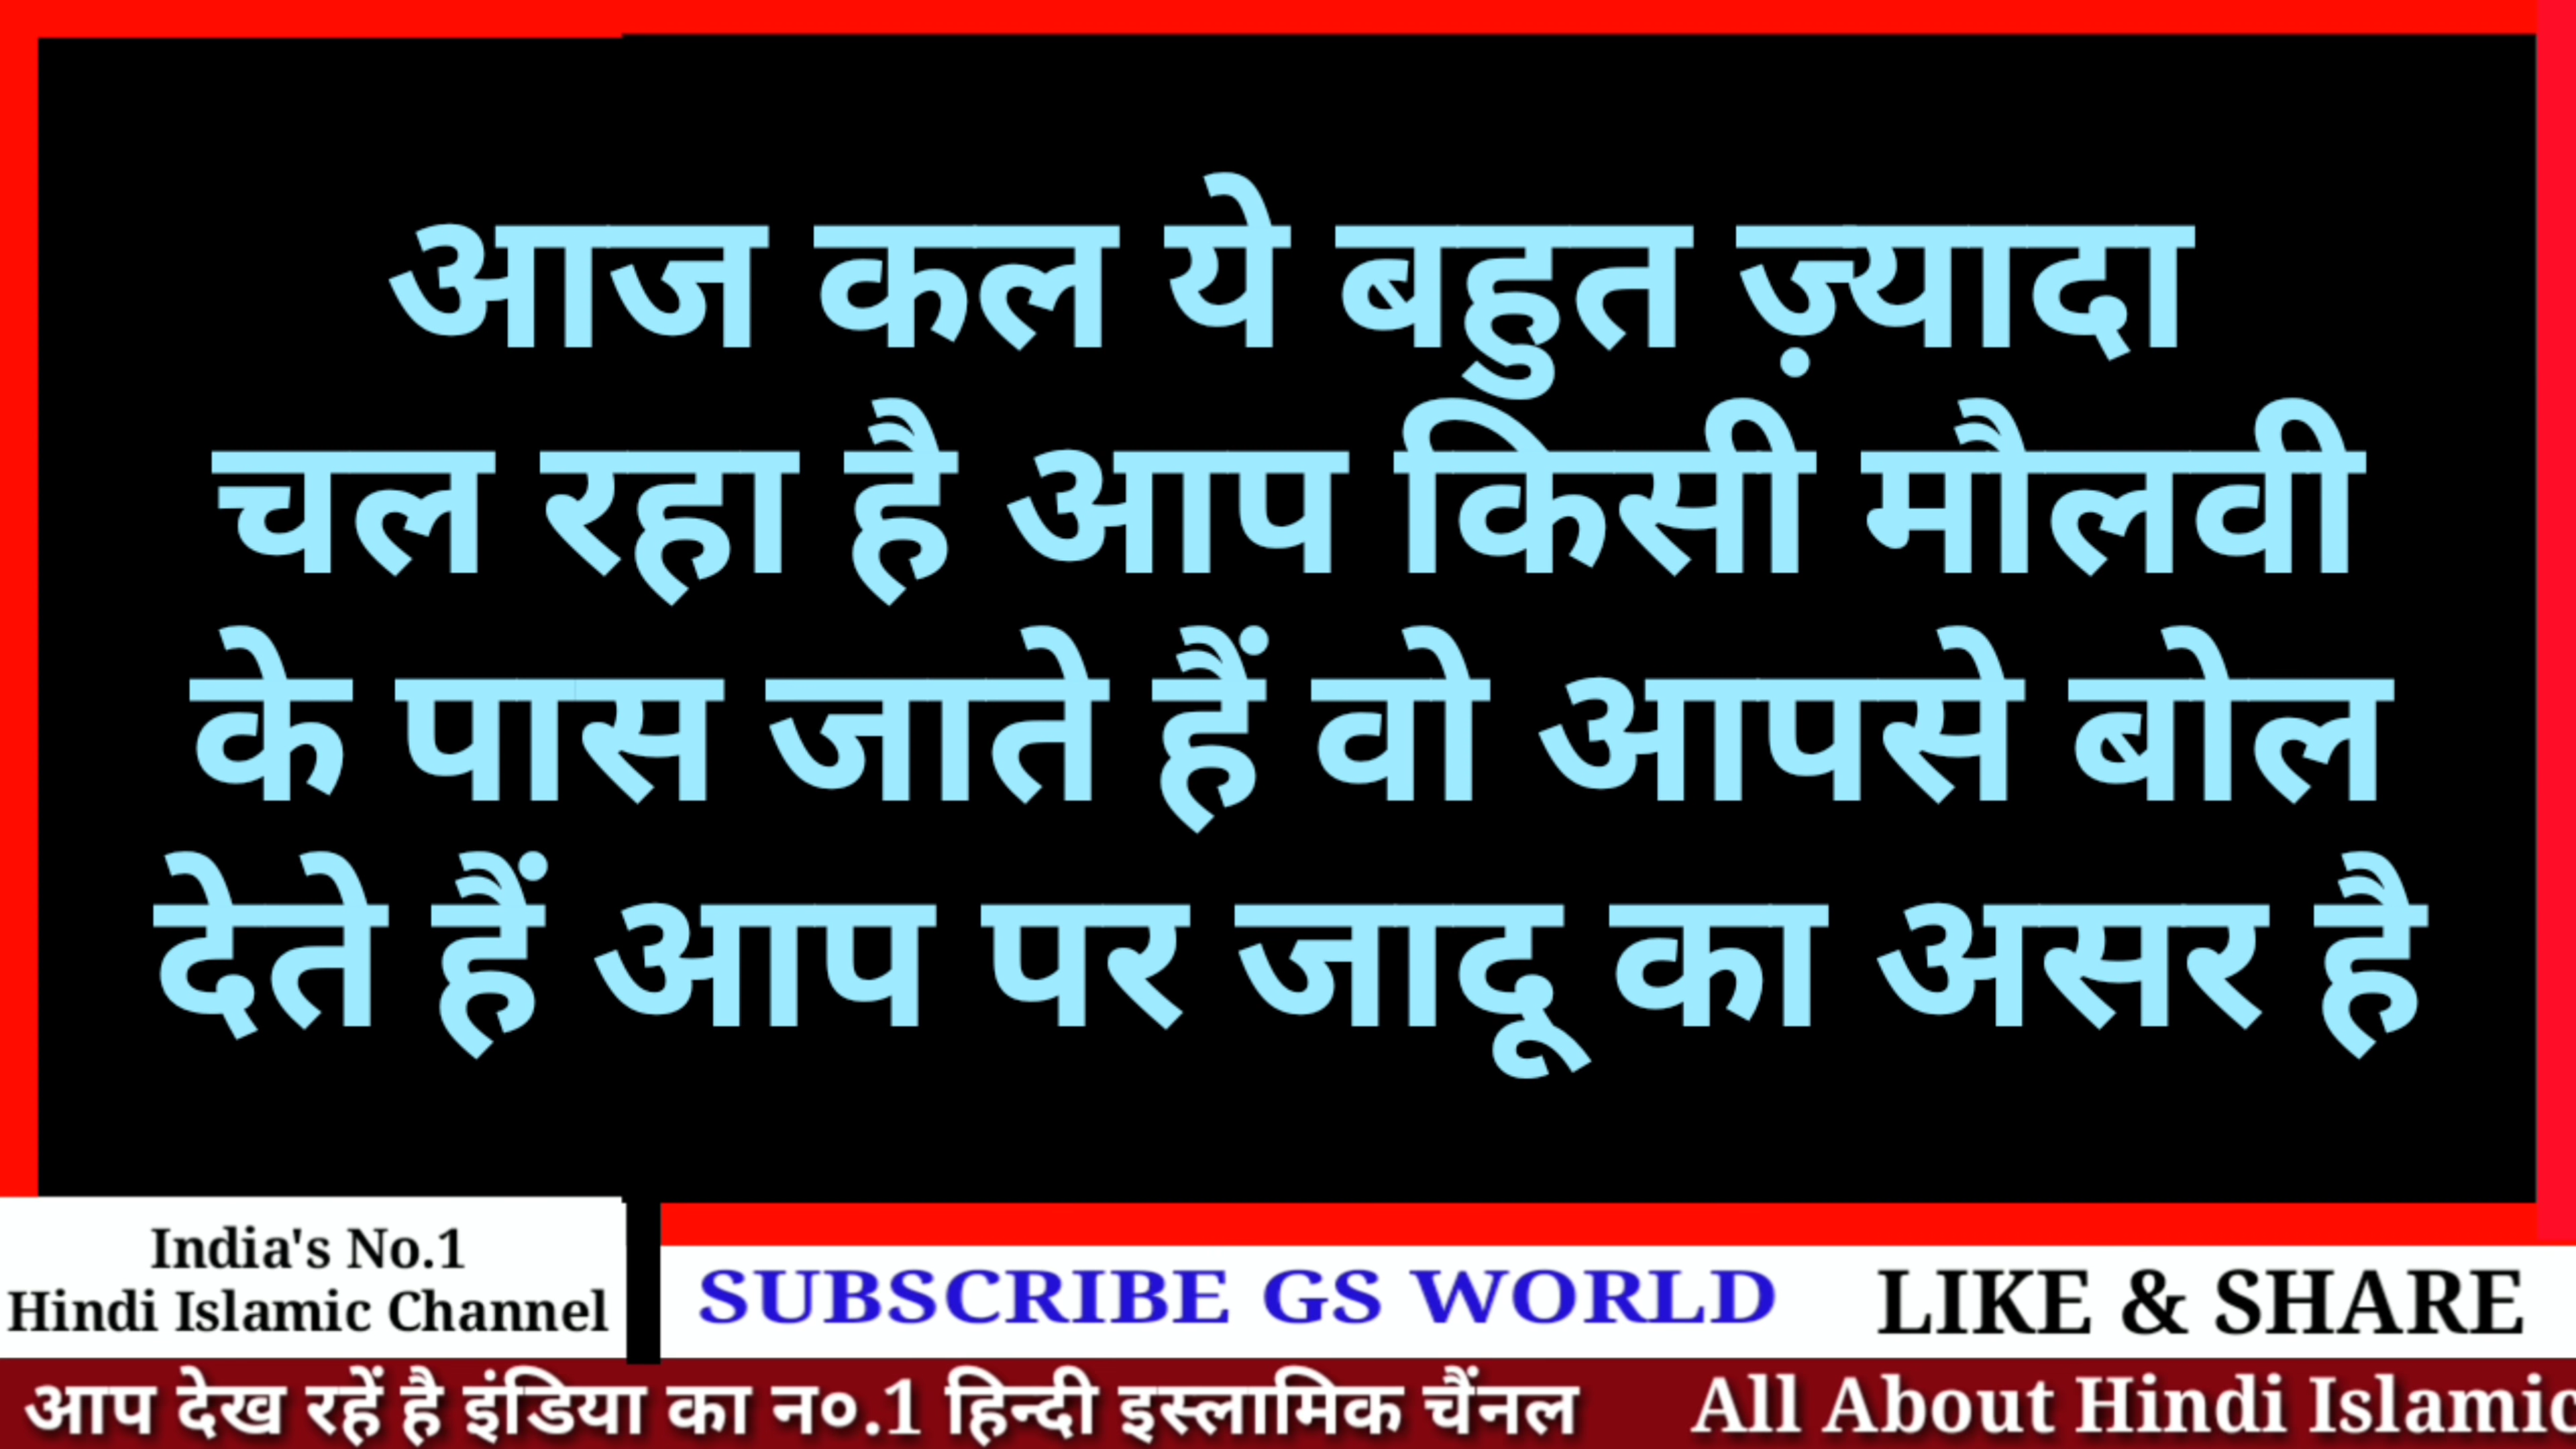 आज कल ये बहुत ज़्यादा
चल रहा है आप किसी मौलवी
के पास जाते हैं वो आपसे बोल
देते हैं आप पर जादू का असर है
India's No.1
Hindi Islamic Channel
SUBSCRIBE GS WORLD LIKE & SHARE
आप देख रहें है इंडिया का न०.1 हिन्दी इस्लामिक चैंनल All About Hindi Islamic